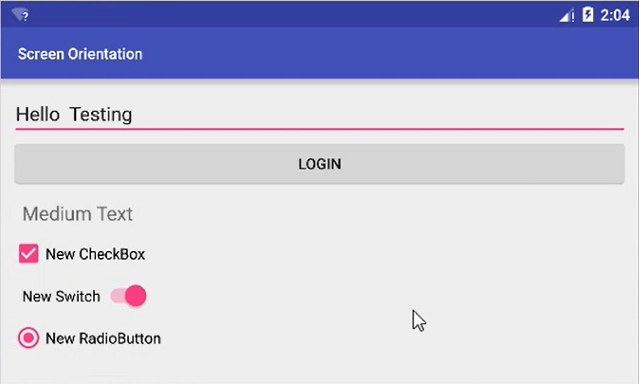 ? 2:04
Screen Orientation
Hello  Testing
LOGIN
Medium Text
New CheckBox
New Switch
New RadioButton